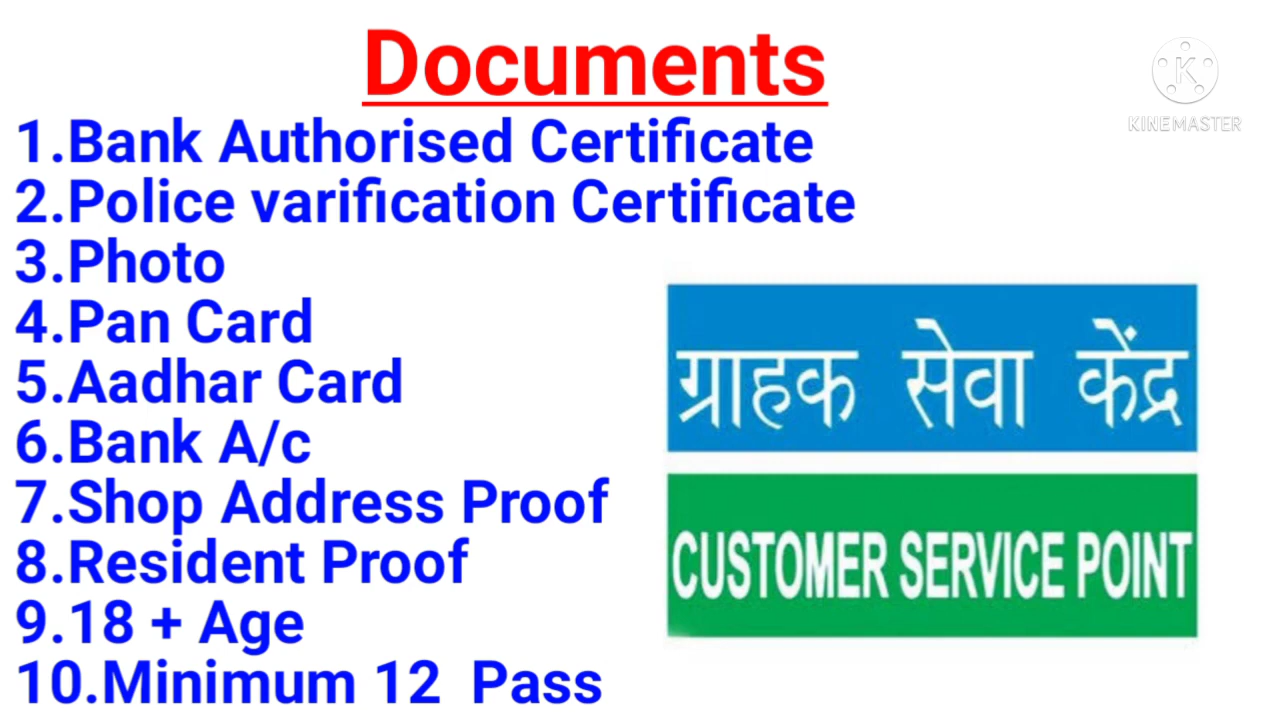 Documents
KINEMASTER
1.Bank Authorised Certificate
2.Police varification Certificate
3.Photo
4.Pan Card
5.Aadhar Card
6.Bank A/c
7.Shop Address Proof
8.Resident Proof
9.18 + Age
10.Minimum 12 Pass
ग्राहक सेवा केंद्र
CUSTOMER SERVICE POINT